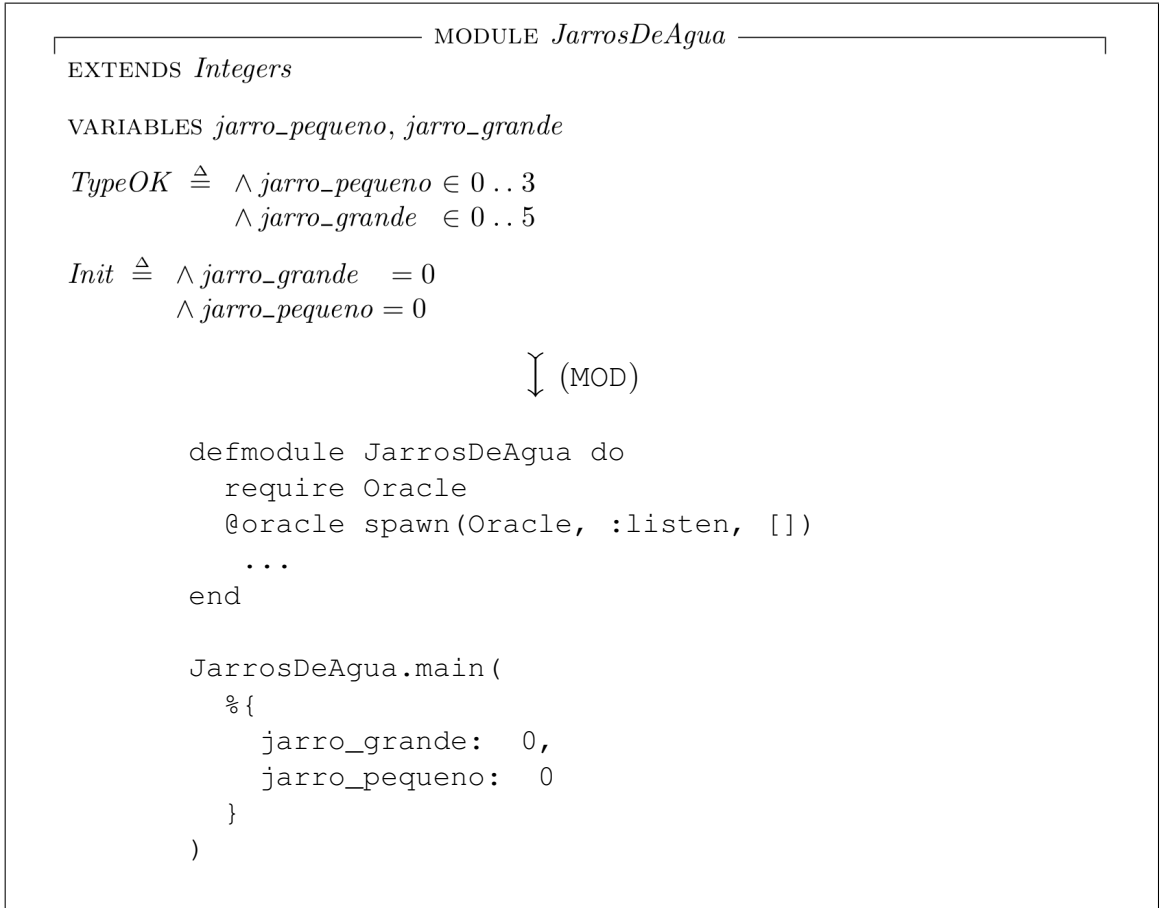 MODULE JarrosDeAgua
EXTENDS Integers
VARIABLES jarro_pequeno, jarro_grande
TypeOK ≜ ∧ jarro_pequeno ∈ 0 . . 3
∧ jarro_grande ∈ 0 . . 5
Init ≜ ∧ jarro_grande = 0
∧ jarro_pequeno = 0
↕ (MOD)
defmodule JarrosDeAgua do
require Oracle
@oracle spawn(Oracle, :listen, [])
...
end
JarrosDeAgua.main(
%{
jarro_grande: 0,
jarro_pequeno: 0
}
)